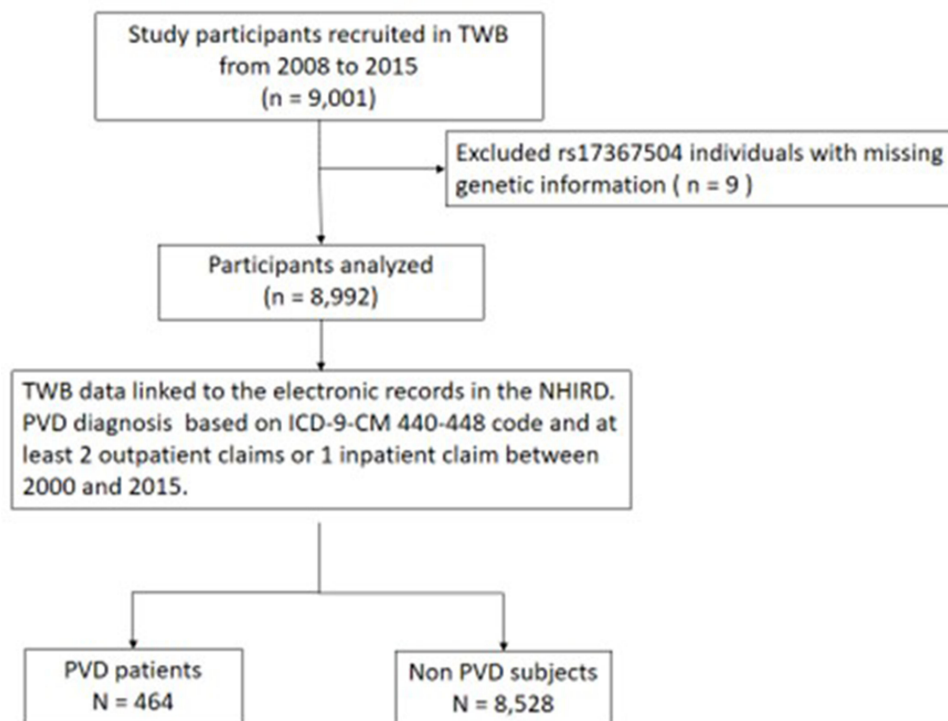 Study participants recruited in TWB
from 2008 to 2015
(n = 9,001)
Excluded rs17367504 individuals with missing
genetic information ( n = 9 )
Participants analyzed
(n = 8,992)
TWB data linked to the electronic records in the NHIRD.
PVD diagnosis  based on ICD-9-CM 440-448 code and at
least 2 outpatient claims or 1 inpatient claim between
2000 and 2015.
PVD patients
N = 464
Non PVD subjects
N = 8,528